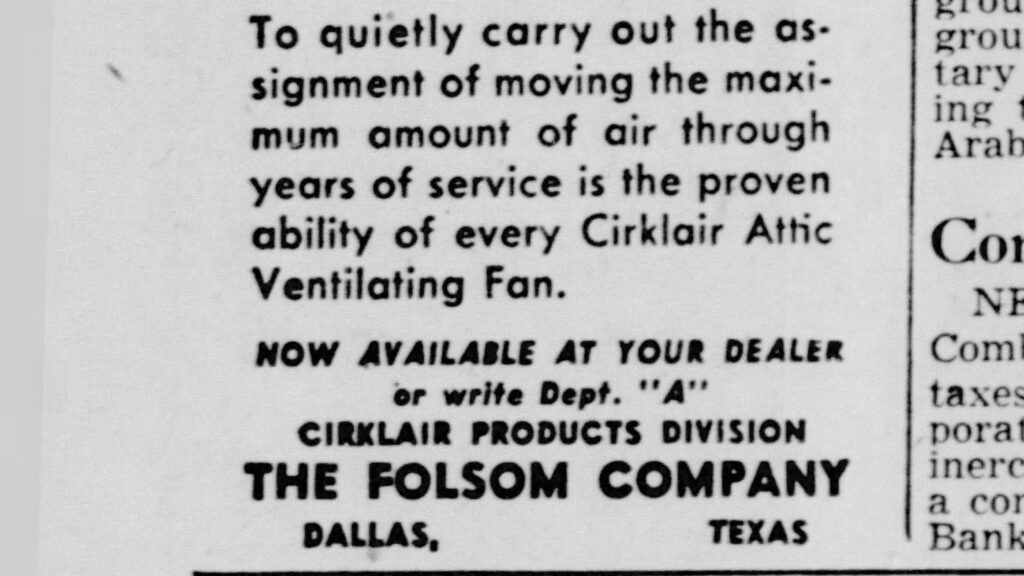 To quietly carry out the as-
signment of moving the maxi-
mum amount of air through
years of service is the proven
ability of every Cirklair Attic
Ventilating Fan.
NOW AVAILABLE AT YOUR DEALER
or write Dept. "A"
CIRKLAIR PRODUCTS DIVISION
THE FOLSOM COMPANY
DALLAS, TEXAS
tary
ing
a